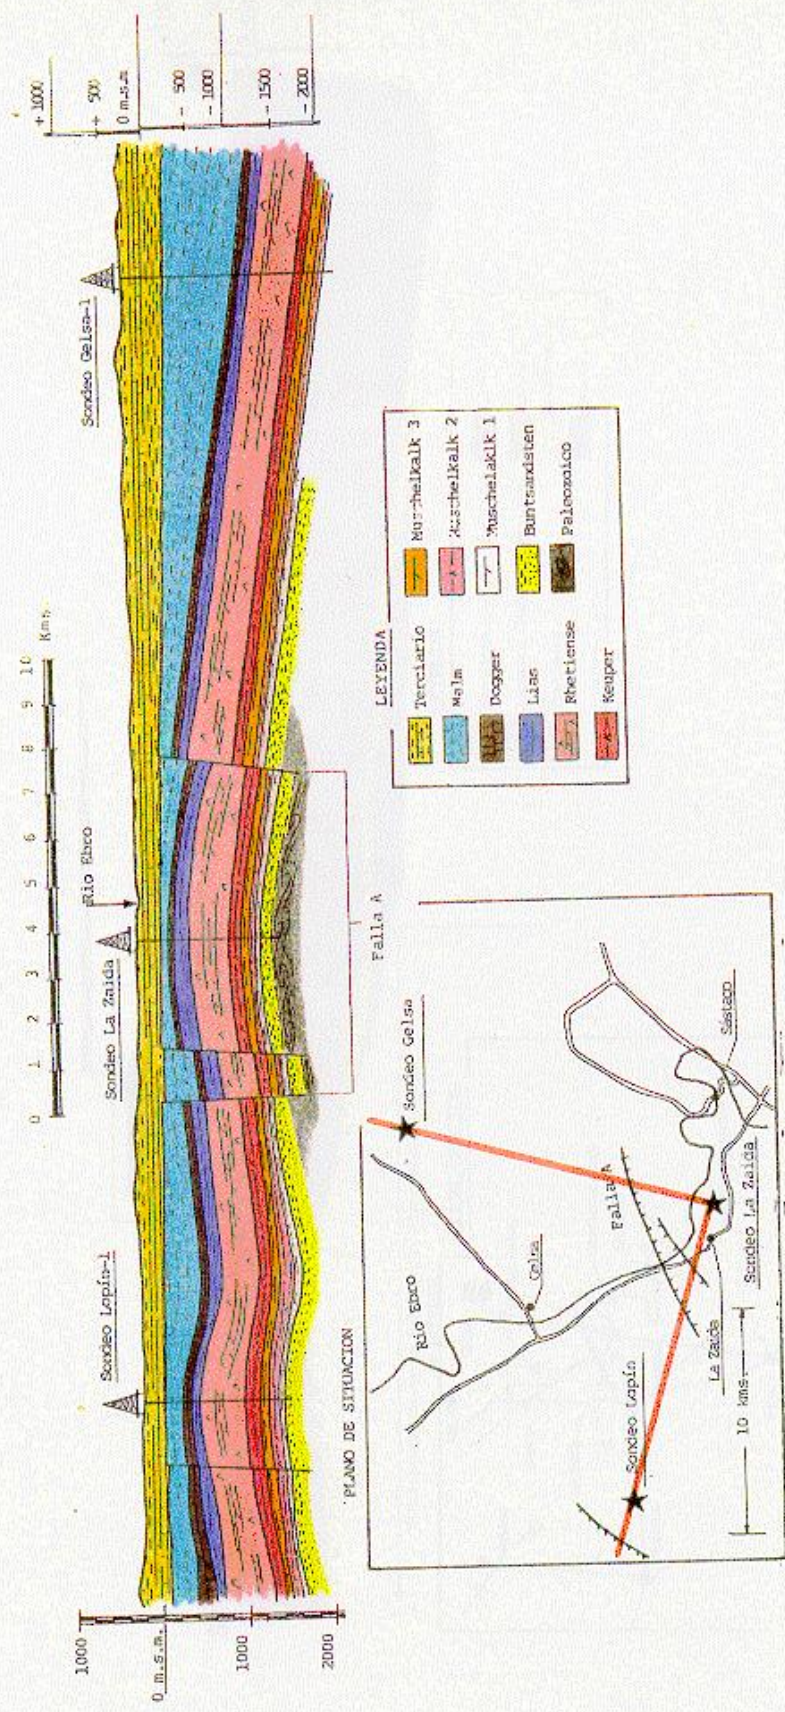 + 1000
+ 500
0 m.s.m
- 500
- 1000
- 1500
- 2000
1000
0 m.s.m.
1000
2000
0 1 2 3 4 5 6 7 8 9 10 Kms.
Sondeo Lopín-1
Sondeo La Zaida
Rio Ebro
Sondeo Gelsa-1
Falla A
PLANO DE SITUACION
Rio Ebro
Gelsa
Sondeo Gelsa
Falla A
Sondeo Lopín
La Zaida
Sondeo La Zaida
Sástago
10 kms.
LEYENDA
Terciario
Malm
Dogger
Lias
Rhetiense
Keuper
Muschelkalk 3
Muschelkalk 2
Muschelaklk 1
Buntsandsten
Paleozoico